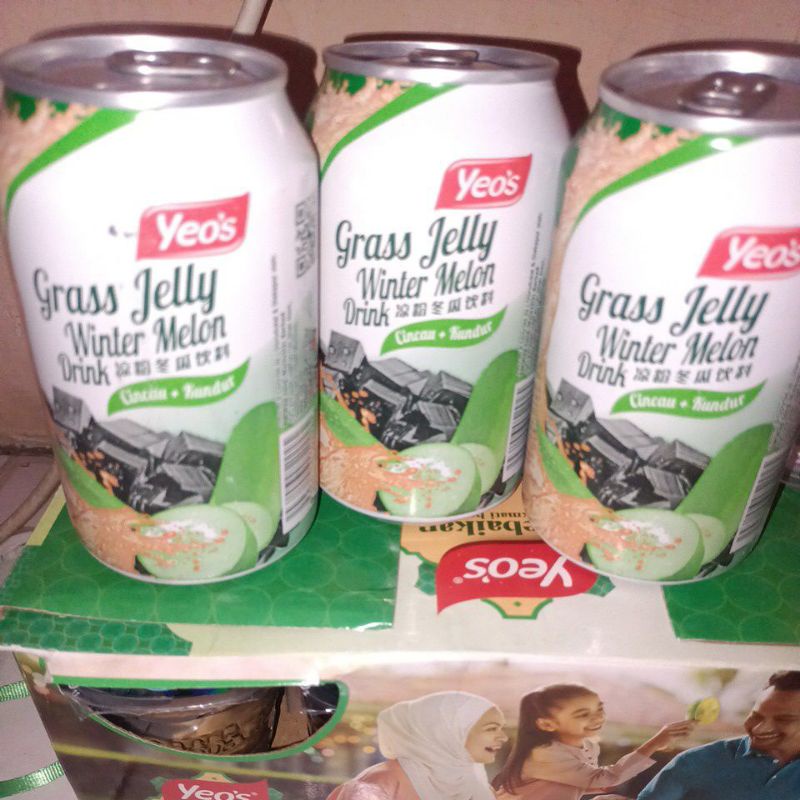 Yeo's
Grass Jelly
Winter Melon
Drink 凉粉冬瓜饮料
Cincau + Kundur
Yeo's
Grass Jelly
Winter Melon
Drink 凉粉冬瓜饮料
Cincau + Kundur
Yeo's
Grass Jelly
Winter Melon
Drink 凉粉冬瓜饮料
Cincau + Kundur
ebaikan
Yeo's®
Yeo's